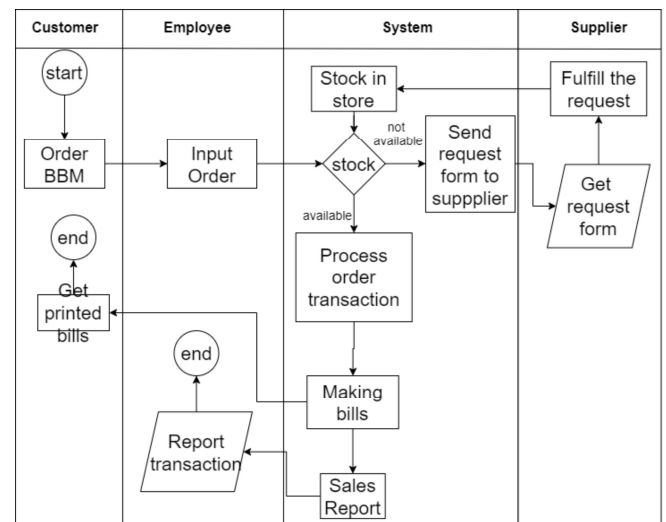 Customer
Employee
System
Supplier
start
Stock in
store
Fulfill the
request
Order
BBM
Input
Order
stock
not
available
Send
request
form to
suppplier
Get
request
form
available
end
Process
order
transaction
Get
printed
bills
end
Making
bills
Report
transaction
Sales
Report